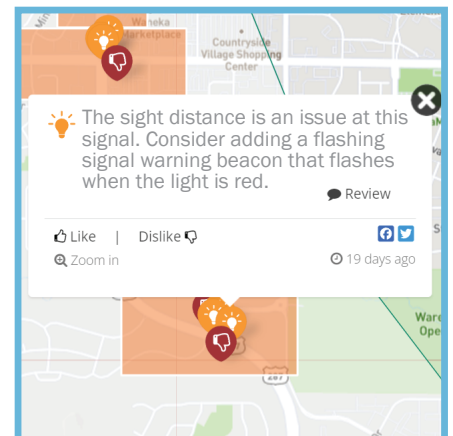 Waneka
Marketplace
Countryside
Village Shopping
Center
The sight distance is an issue at this
signal. Consider adding a flashing
signal warning beacon that flashes
when the light is red.
Review
Like | Dislike
Zoom in
19 days ago
Ware
Ope
287